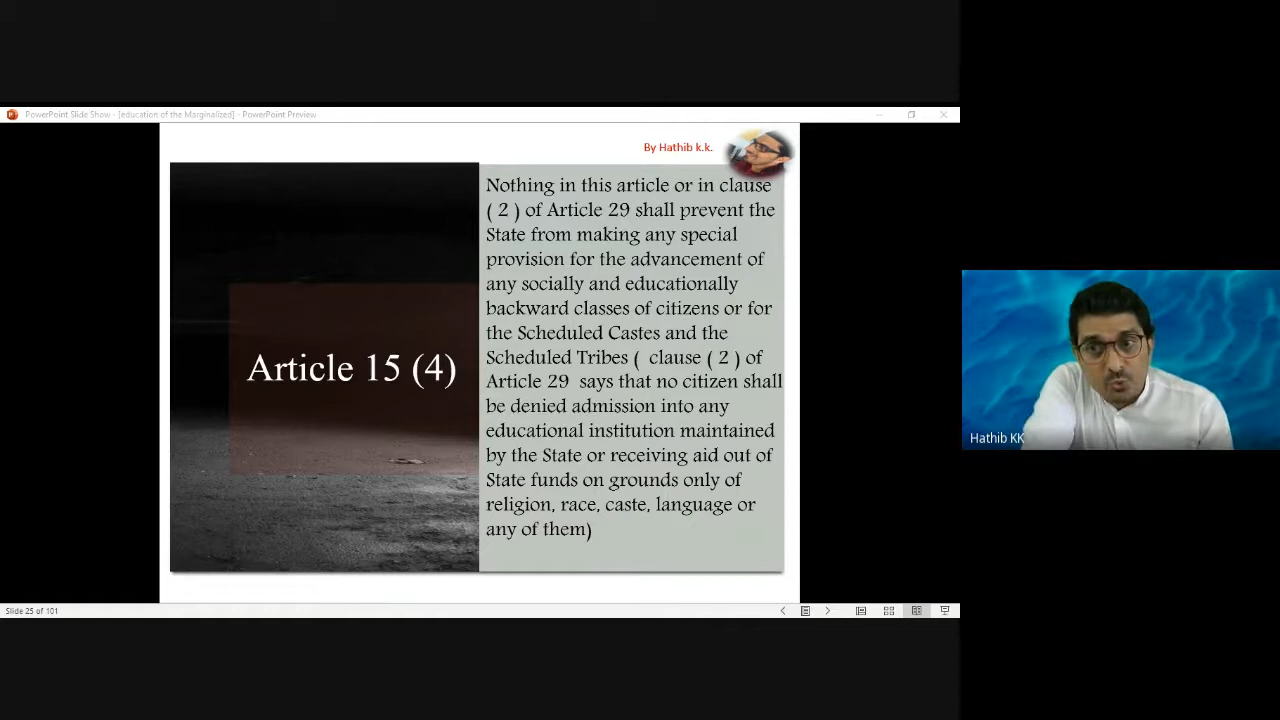 PowerPoint Slide Show - [education of the Marginalized] - PowerPoint Preview
By Hathib k.k.
Article 15 (4)
Nothing in this article or in clause
( 2 ) of Article 29 shall prevent the
State from making any special
provision for the advancement of
any socially and educationally
backward classes of citizens or for
the Scheduled Castes and the
Scheduled Tribes ( clause ( 2 ) of
Article 29 says that no citizen shall
be denied admission into any
educational institution maintained
by the State or receiving aid out of
State funds on grounds only of
religion, race, caste, language or
any of them)
Hathib KK
Slide 25 of 101